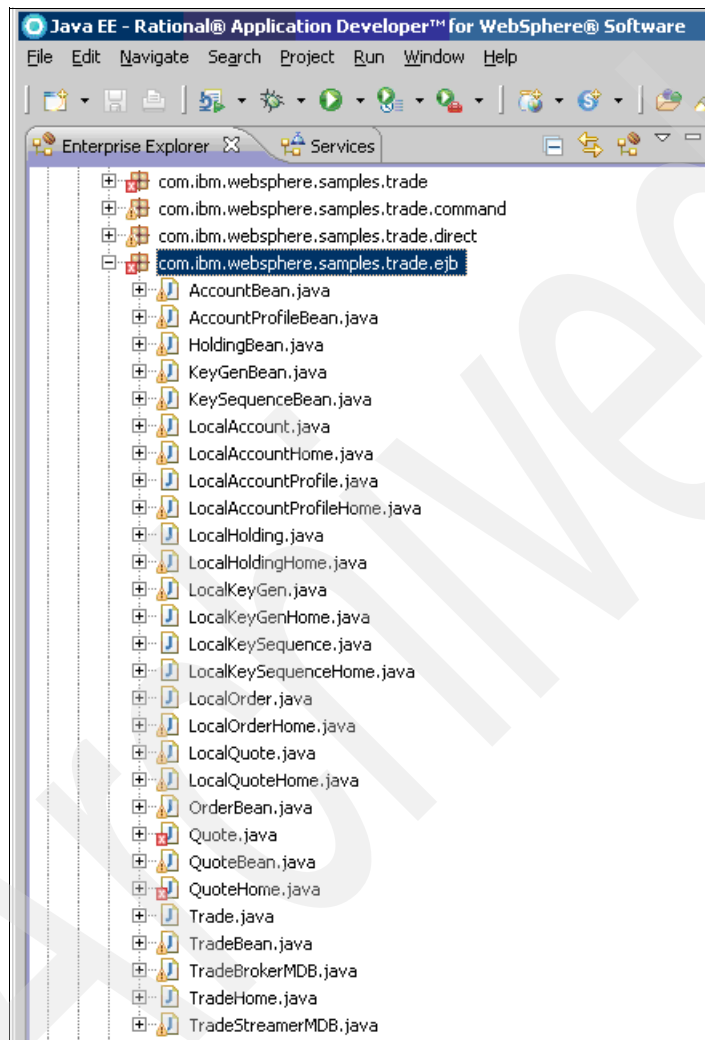 Java EE - Rational® Application Developer™ for WebSphere® Software
File Edit Navigate Search Project Run Window Help
Enterprise Explorer Services
com.ibm.websphere.samples.trade
com.ibm.websphere.samples.trade.command
com.ibm.websphere.samples.trade.direct
com.ibm.websphere.samples.trade.ejb
AccountBean.java
AccountProfileBean.java
HoldingBean.java
KeyGenBean.java
KeySequenceBean.java
LocalAccount.java
LocalAccountHome.java
LocalAccountProfile.java
LocalAccountProfileHome.java
LocalHolding.java
LocalHoldingHome.java
LocalKeyGen.java
LocalKeyGenHome.java
LocalKeySequence.java
LocalKeySequenceHome.java
LocalOrder.java
LocalOrderHome.java
LocalQuote.java
LocalQuoteHome.java
OrderBean.java
Quote.java
QuoteBean.java
QuoteHome.java
Trade.java
TradeBean.java
TradeBrokerMDB.java
TradeHome.java
TradeStreamerMDB.java
Archived